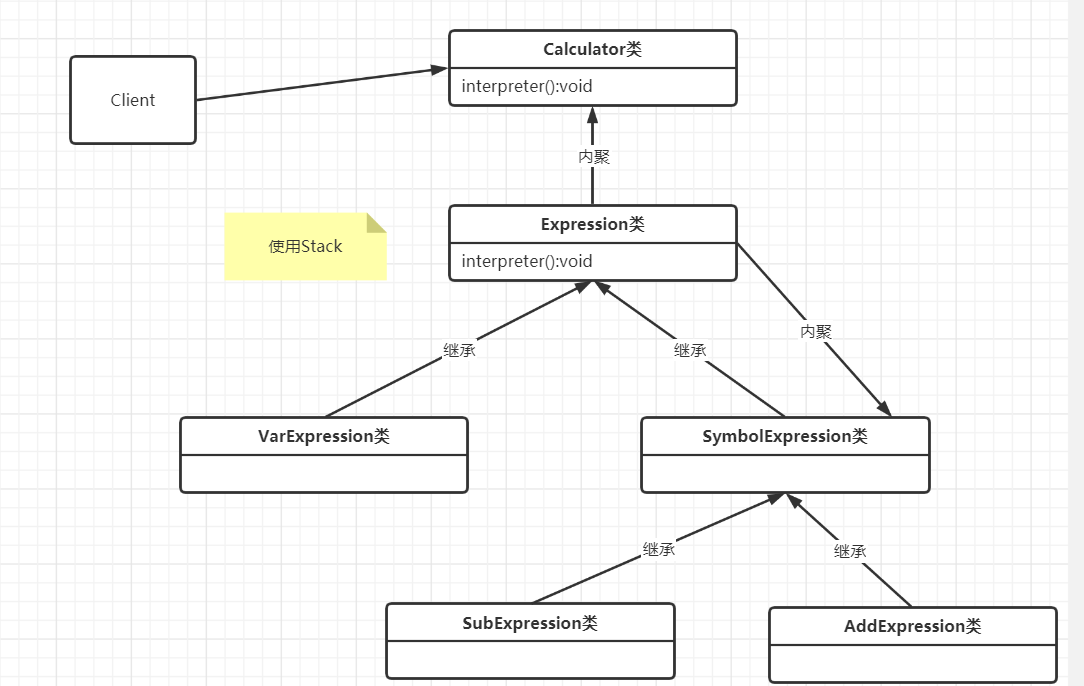 Calculator类
interpreter():void
Client
内聚
Expression类
interpreter():void
使用Stack
内聚
继承
继承
VarExpression类
SymbolExpression类
继承
继承
SubExpression类
AddExpression类